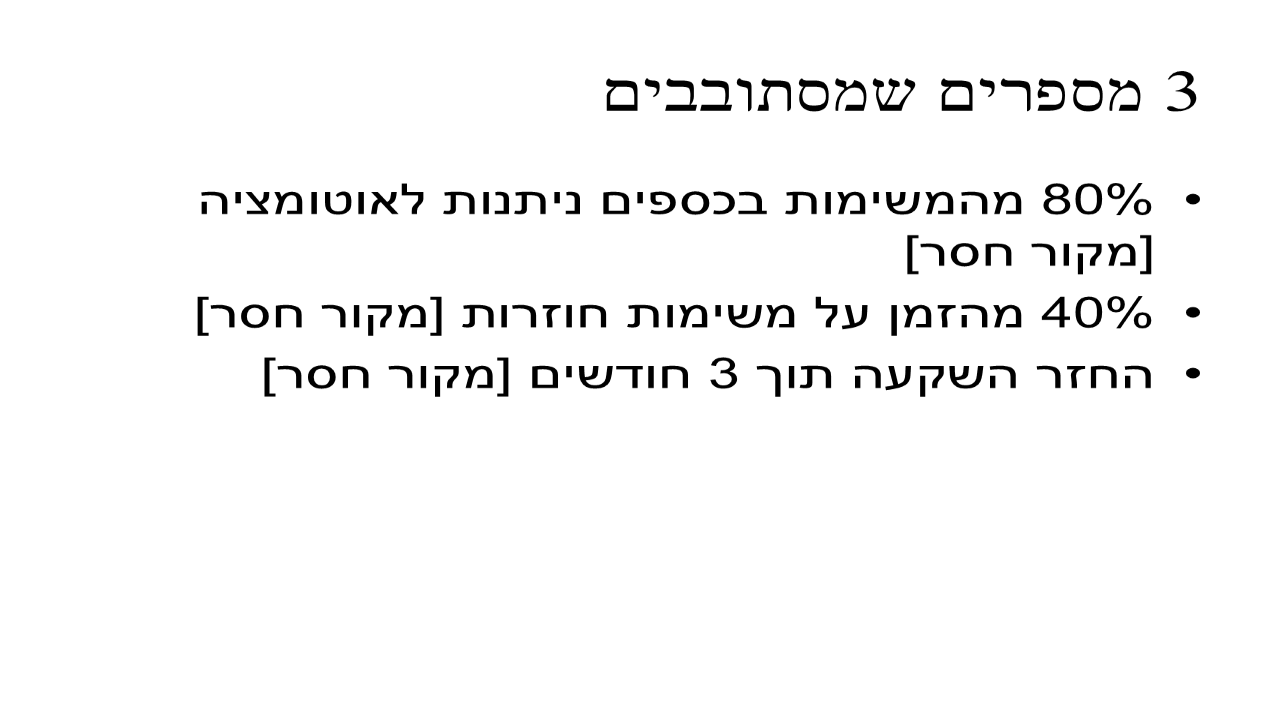 3 מספרים שמסתובבים
• 80% מהמשימות בכספים ניתנות לאוטומציה
[מקור חסר]
• 40% מהזמן על משימות חוזרות [מקור חסר]
• החזר השקעה תוך 3 חודשים [מקור חסר]